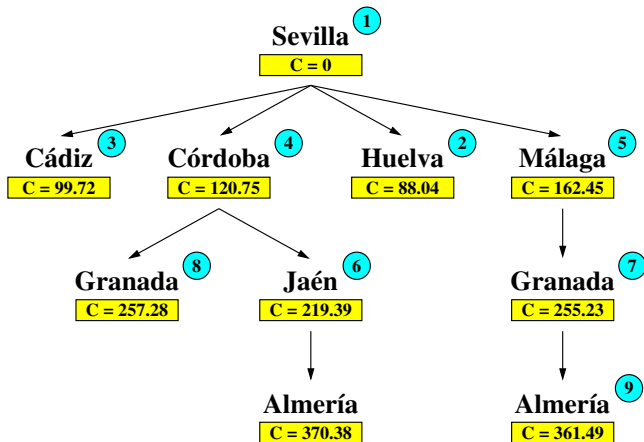 Sevilla 1
C = 0
Cádiz 3 Córdoba 4 Huelva 2 Málaga 5
C = 99.72 C = 120.75 C = 88.04 C = 162.45
Granada 8 Jaén 6 Granada 7
C = 257.28 C = 219.39 C = 255.23
Almería Almería 9
C = 370.38 C = 361.49